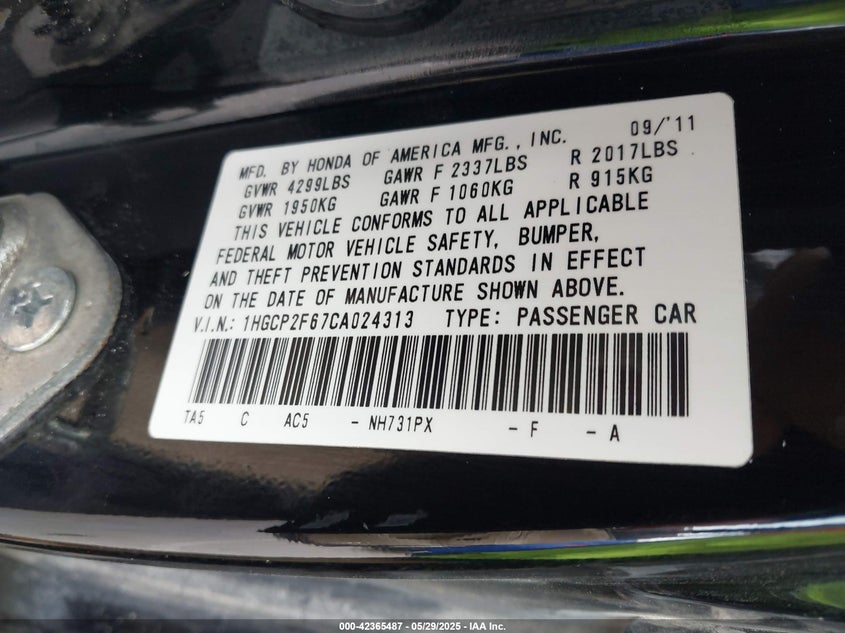 MFD. BY HONDA OF AMERICA MFG., INC. 09/'11
GVWR 4299LBS GAWR F 2337LBS R 2017LBS
GVWR 1950KG GAWR F 1060KG R 915KG
THIS VEHICLE CONFORMS TO ALL APPLICABLE
FEDERAL MOTOR VEHICLE SAFETY, BUMPER,
AND THEFT PREVENTION STANDARDS IN EFFECT
ON THE DATE OF MANUFACTURE SHOWN ABOVE.
V.I.N.: 1HGCP2F67CA024313 TYPE: PASSENGER CAR
TA5 C AC5 - NH731PX - F - A
000-42365487 - 05/29/2025 - IAA Inc.